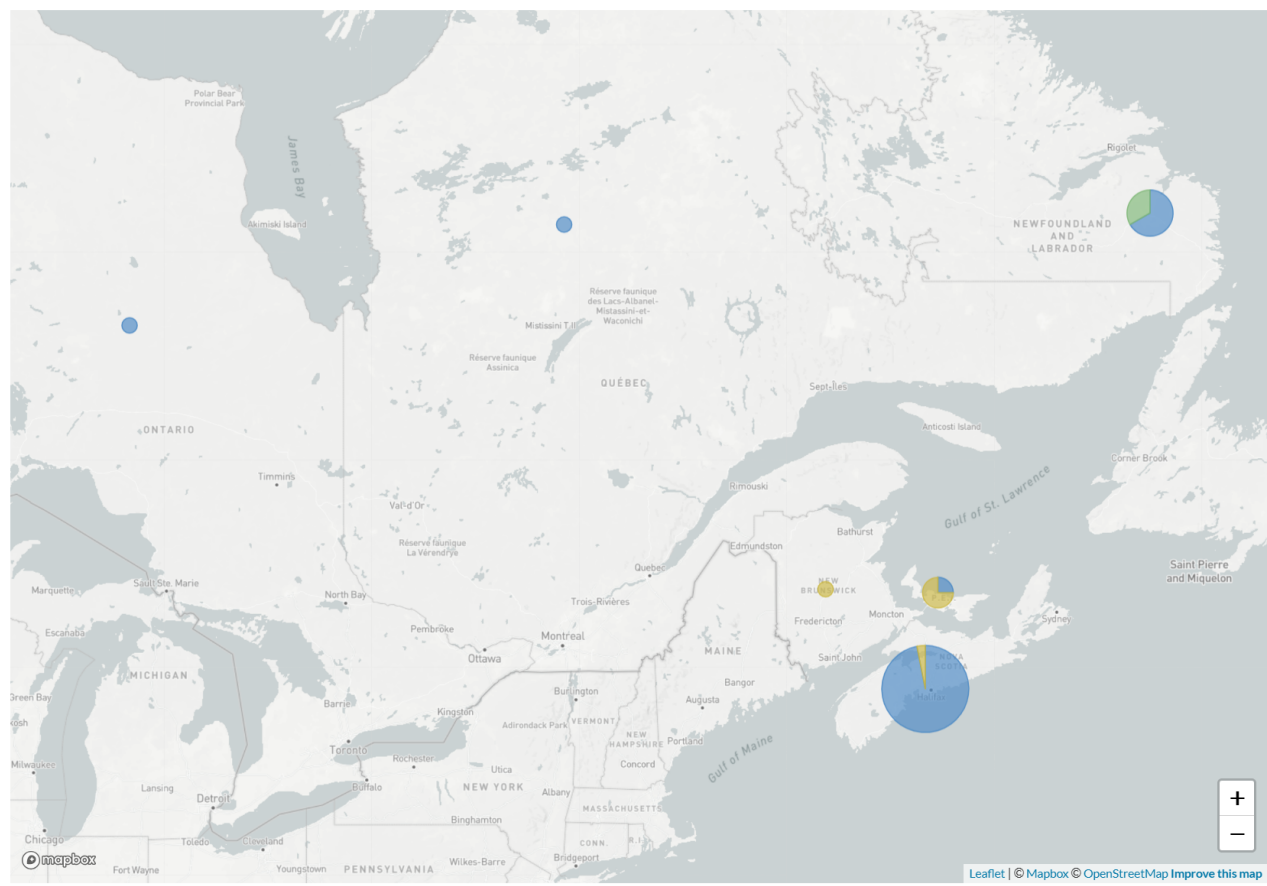 Polar Bear
Provincial Park
James Bay
Akimiski Island
Rigolet
NEWFOUNDLAND
AND
LABRADOR
Réserve faunique
des Lacs-Albanel-
Mistassini-et-
Waconichi
Mistissini T II
Réserve faunique
Assinica
QUÉBEC
Sept-Îles
Anticosti Island
ONTARIO
Timmins
Corner Brook
Gulf of St. Lawrence
Rimouski
Val-d'Or
Bathurst
Réserve faunique
La Vérendrye
Edmundston
Saint Pierre
and Miquelon
Quebec
Sault Ste. Marie
Marquette
North Bay
NEW
BRUNSWICK
P.E.I.
Trois-Rivières
Moncton
Sydney
Fredericton
Escanaba
Pembroke
Montreal
Ottawa
MAINE
Saint John
NOVA
SCOTIA
MICHIGAN
Bangor
Green Bay
Burlington
Augusta
Halifax
Barrie
Kingston
kosh
Adirondack Park
VERMONT
NEW
HAMPSHIRE
Portland
Gulf of Maine
Toronto
Rochester
Concord
Milwaukee
Utica
Lansing
Buffalo
NEW YORK
Albany
Detroit
MASSACHUSETTS
Binghamton
Chicago
Toledo
Cleveland
CONN.
R.I.
mapbox
Fort Wayne
Youngstown
PENNSYLVANIA
Wilkes-Barre
Bridgeport
+
−
Leaflet | © Mapbox © OpenStreetMap Improve this map